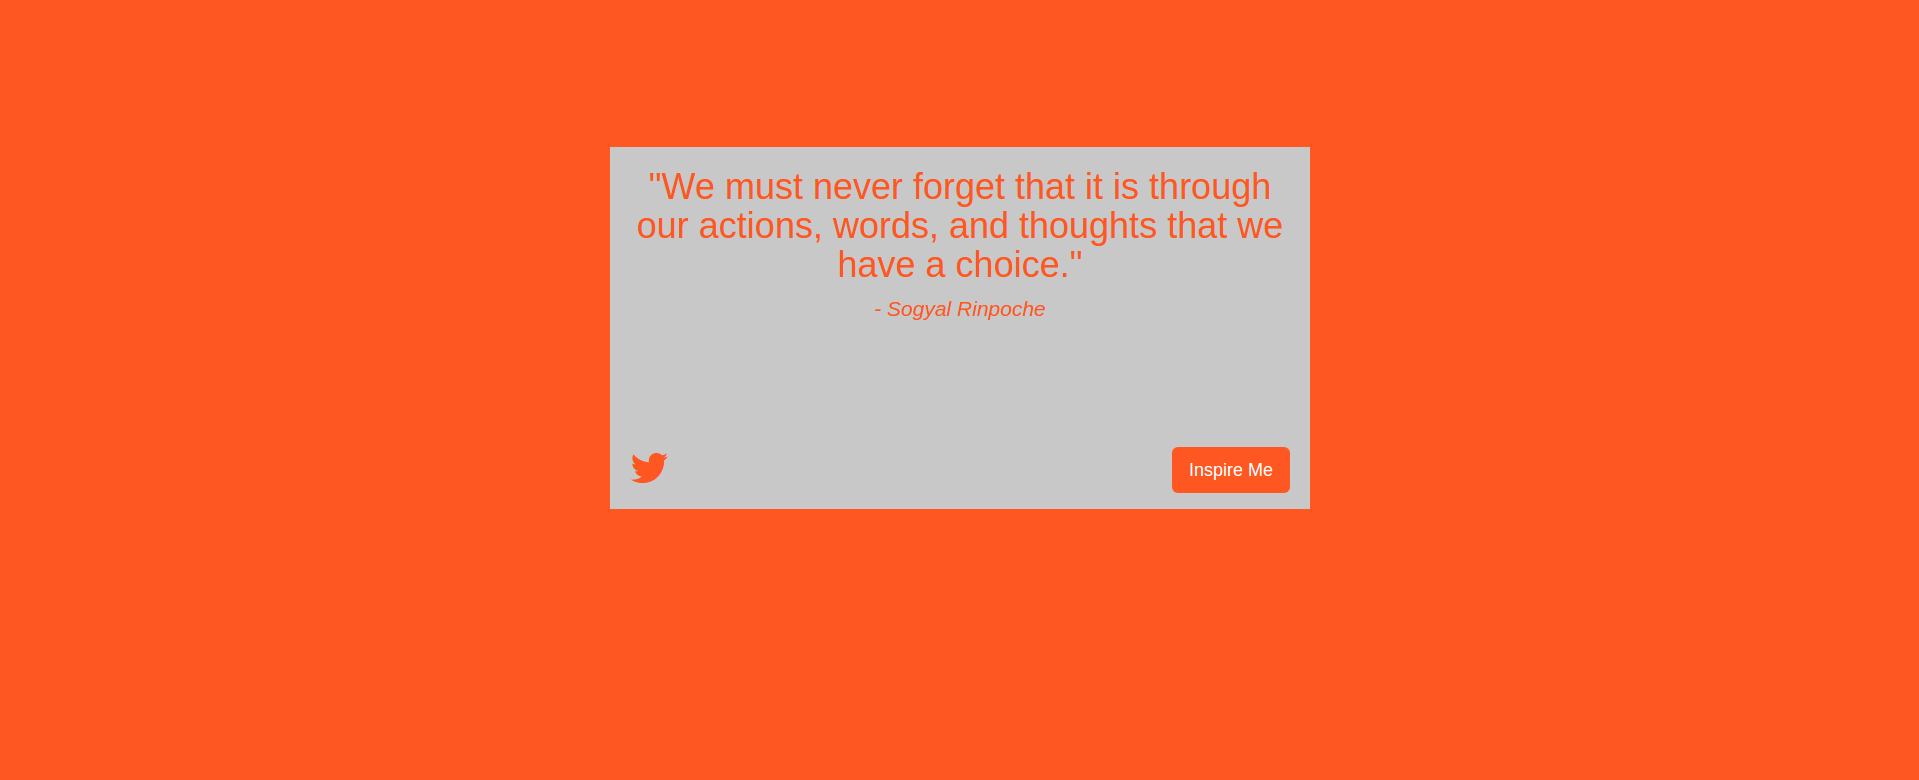 "We must never forget that it is through
our actions, words, and thoughts that we
have a choice."
- Sogyal Rinpoche
Inspire Me